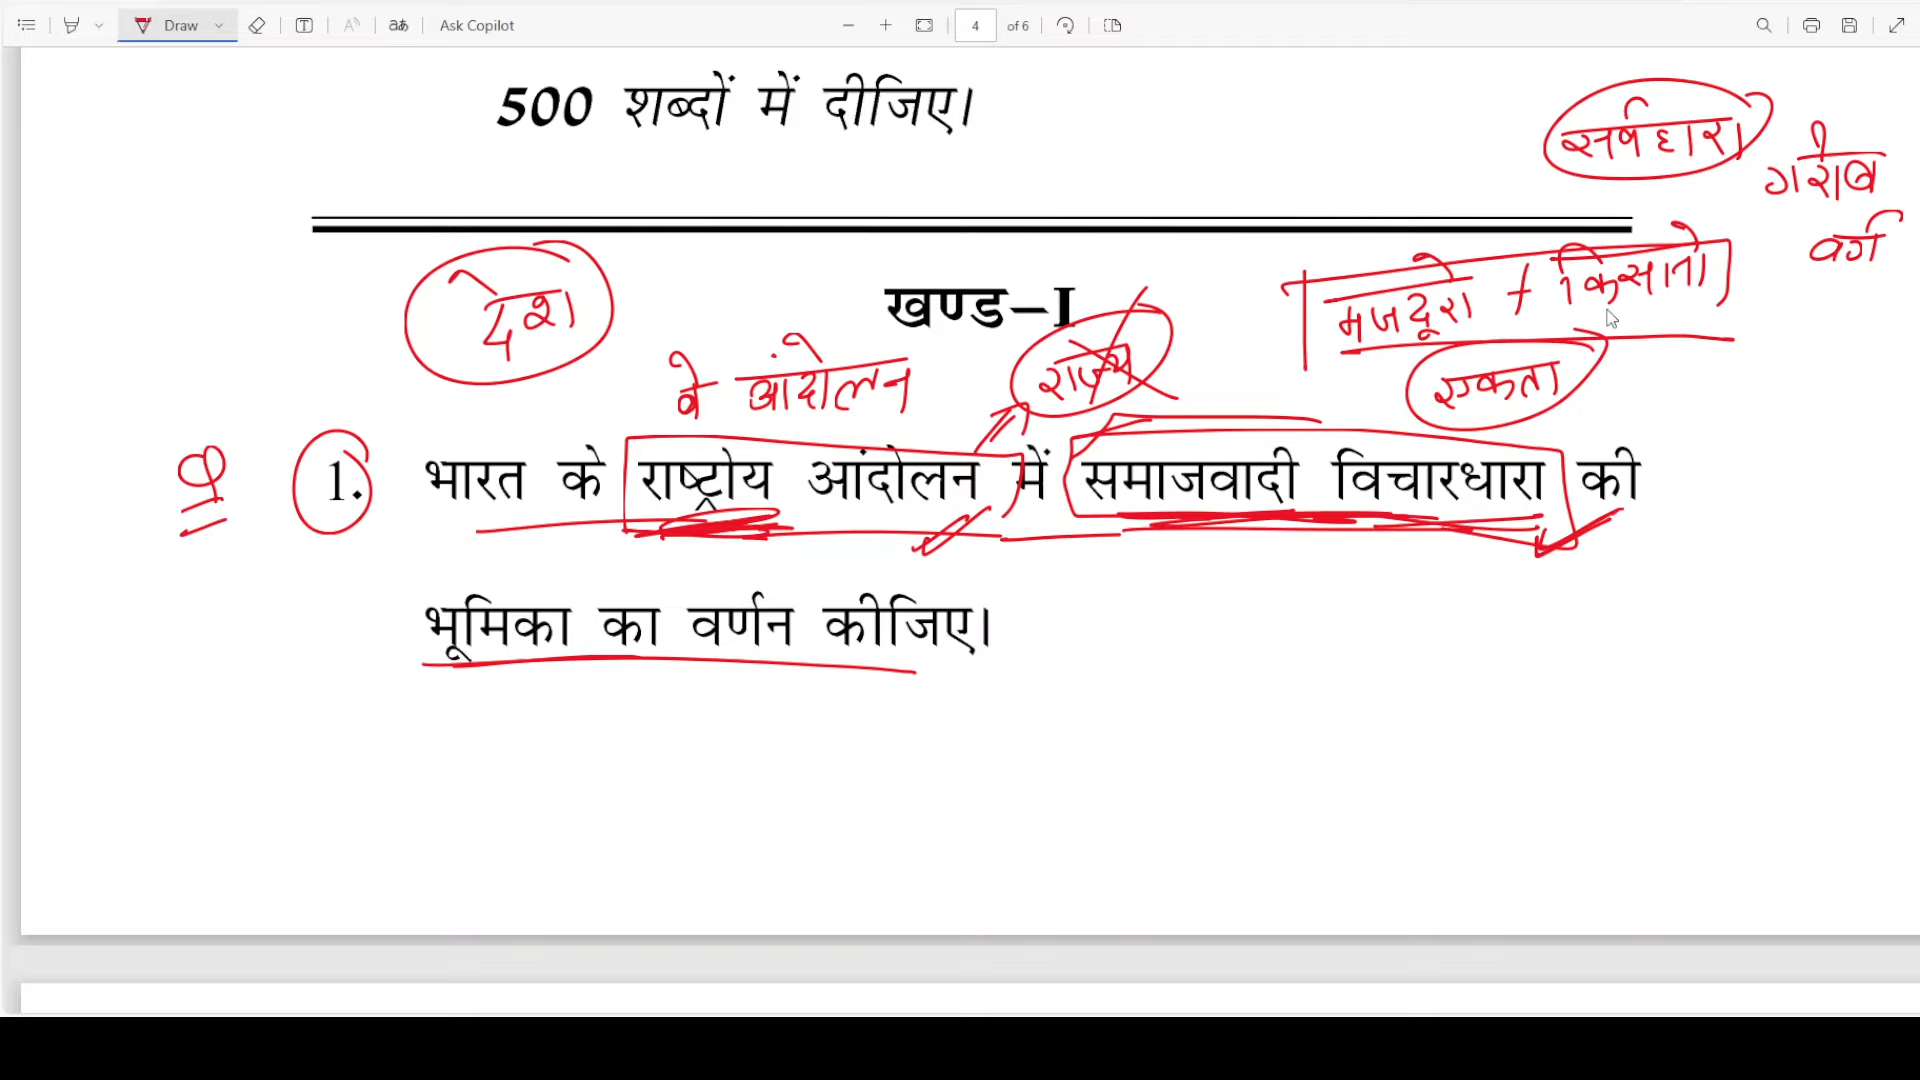 Draw
Ask Copilot
4 of 6
500 शब्दों में दीजिए।
सर्वहारा
गरीब
वर्ग
देश
खण्ड–I
मजदूरो + किसानो
वे आंदोलन
राज्य
एकता
Q 1. भारत के राष्ट्रीय आंदोलन में समाजवादी विचारधारा की
भूमिका का वर्णन कीजिए।